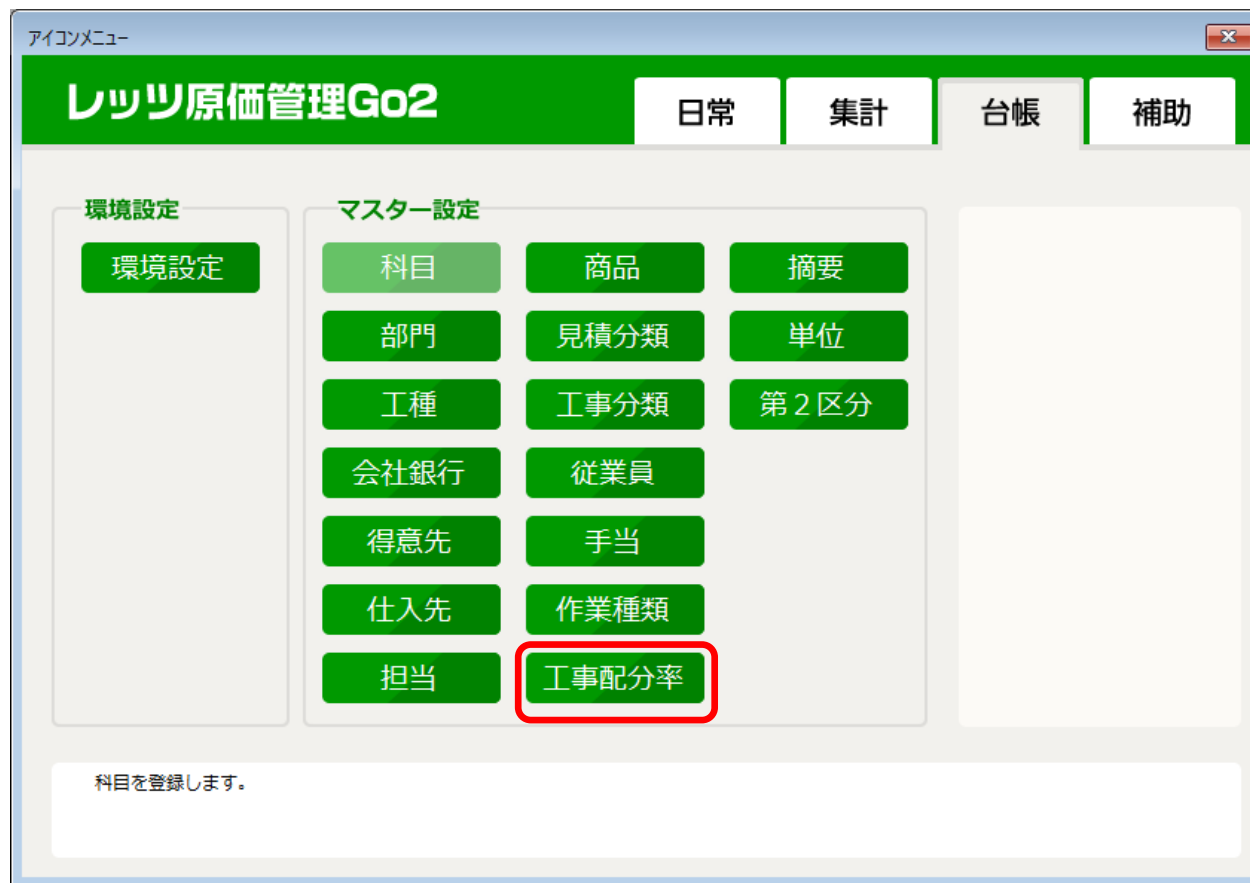 アイコンメニュー
レッツ原価管理Go2
日常 集計 台帳 補助
環境設定 マスター設定
環境設定 科目 商品 摘要
部門 見積分類 単位
工種 工事分類 第２区分
会社銀行 従業員
得意先 手当
仕入先 作業種類
担当 工事配分率
科目を登録します。